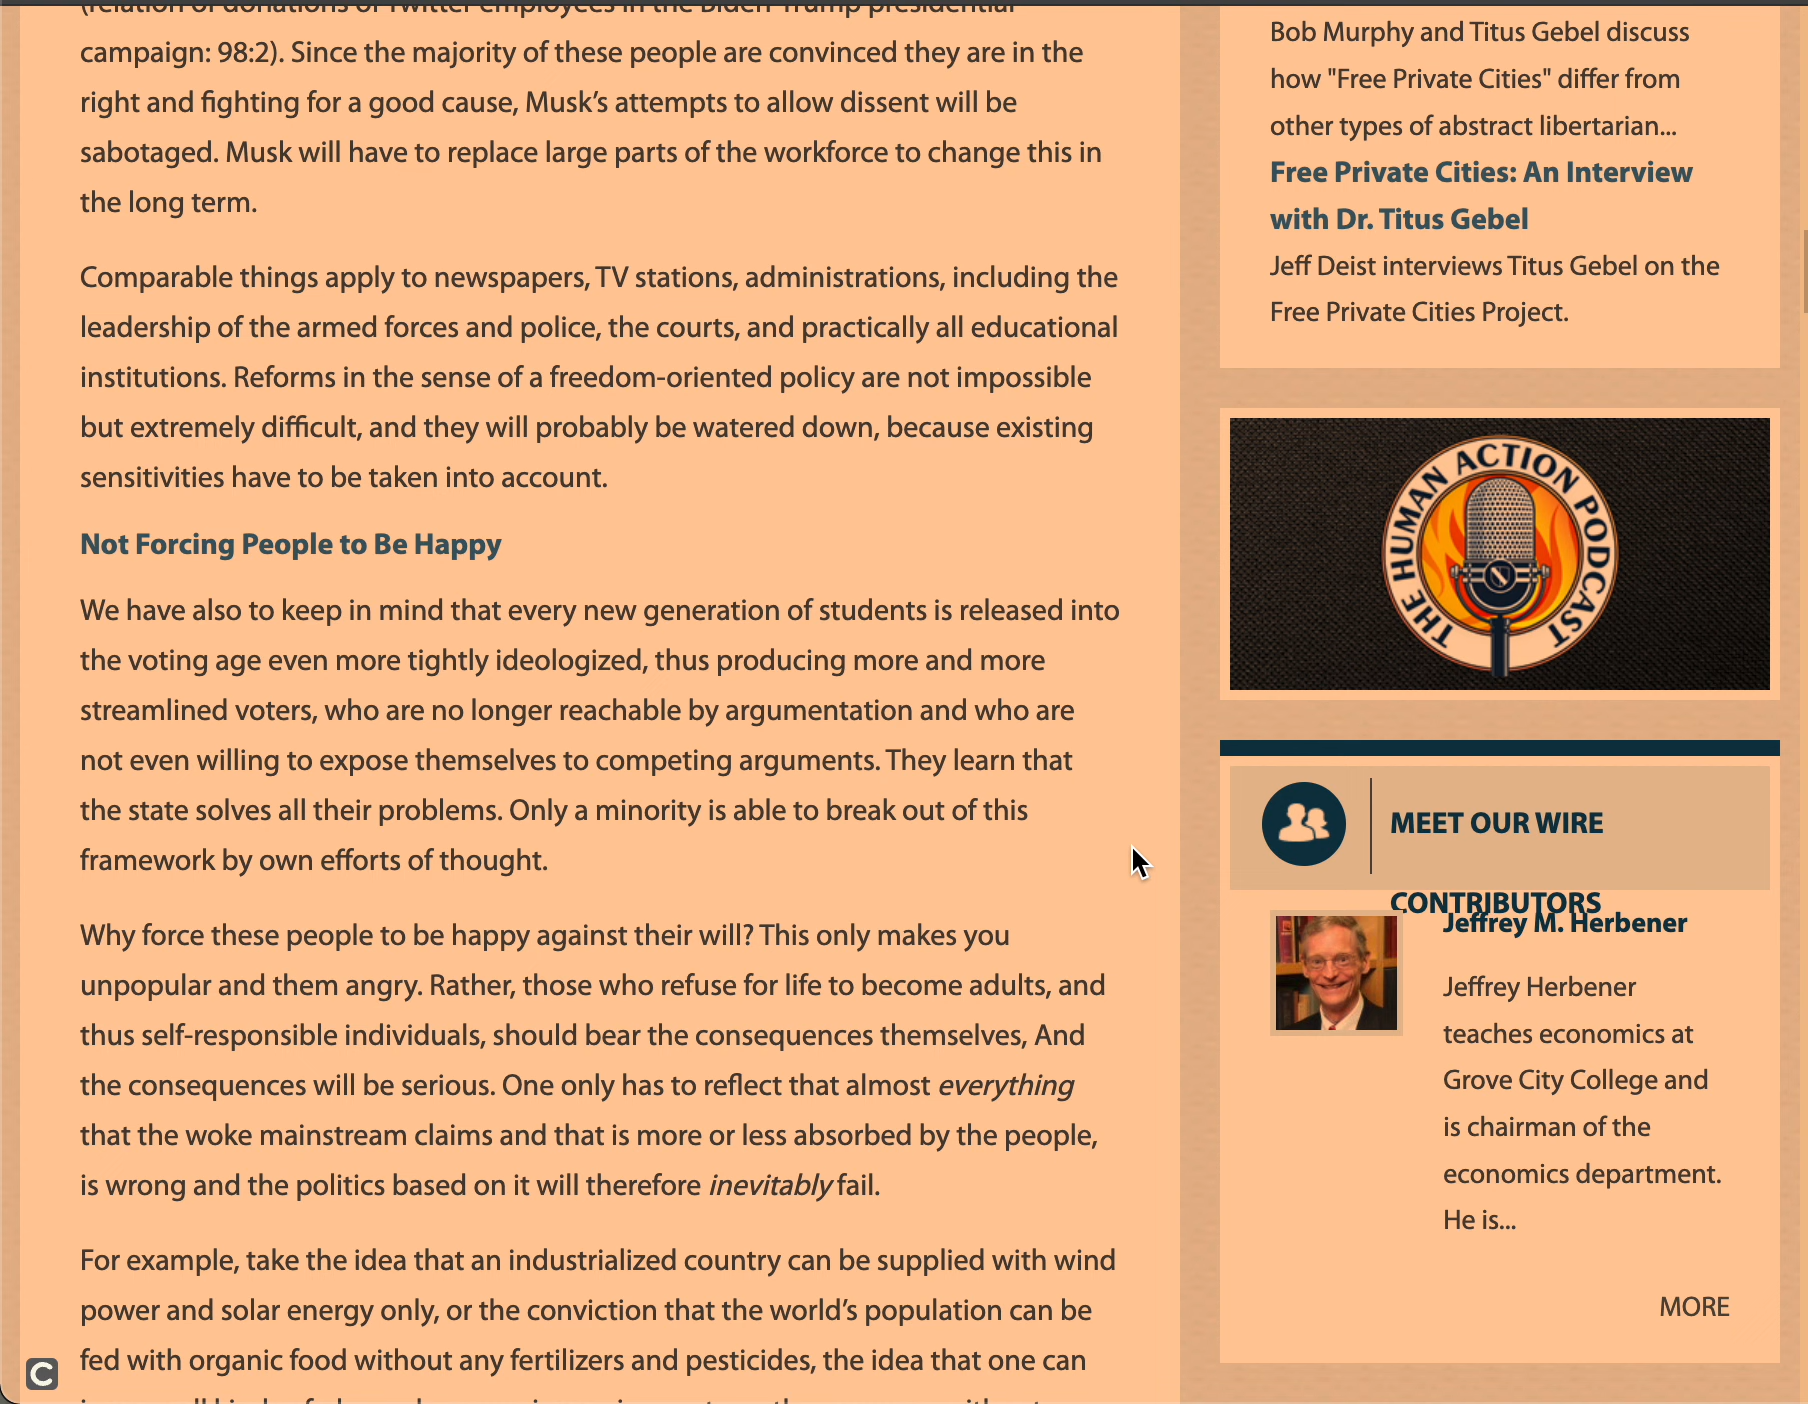 (relation of donations of Twitter employees in the Biden-Trump presidential
campaign: 98:2). Since the majority of these people are convinced they are in the
right and fighting for a good cause, Musk’s attempts to allow dissent will be
sabotaged. Musk will have to replace large parts of the workforce to change this in
the long term.
Comparable things apply to newspapers, TV stations, administrations, including the
leadership of the armed forces and police, the courts, and practically all educational
institutions. Reforms in the sense of a freedom-oriented policy are not impossible
but extremely difficult, and they will probably be watered down, because existing
sensitivities have to be taken into account.
Not Forcing People to Be Happy
We have also to keep in mind that every new generation of students is released into
the voting age even more tightly ideologized, thus producing more and more
streamlined voters, who are no longer reachable by argumentation and who are
not even willing to expose themselves to competing arguments. They learn that
the state solves all their problems. Only a minority is able to break out of this
framework by own efforts of thought.
Why force these people to be happy against their will? This only makes you
unpopular and them angry. Rather, those who refuse for life to become adults, and
thus self-responsible individuals, should bear the consequences themselves, And
the consequences will be serious. One only has to reflect that almost everything
that the woke mainstream claims and that is more or less absorbed by the people,
is wrong and the politics based on it will therefore inevitably fail.
For example, take the idea that an industrialized country can be supplied with wind
power and solar energy only, or the conviction that the world’s population can be
fed with organic food without any fertilizers and pesticides, the idea that one can
C
Bob Murphy and Titus Gebel discuss
how "Free Private Cities" differ from
other types of abstract libertarian...
Free Private Cities: An Interview
with Dr. Titus Gebel
Jeff Deist interviews Titus Gebel on the
Free Private Cities Project.
THE HUMAN ACTION PODCAST
MEET OUR WIRE
CONTRIBUTORS
Jeffrey M. Herbener
Jeffrey Herbener
teaches economics at
Grove City College and
is chairman of the
economics department.
He is...
MORE